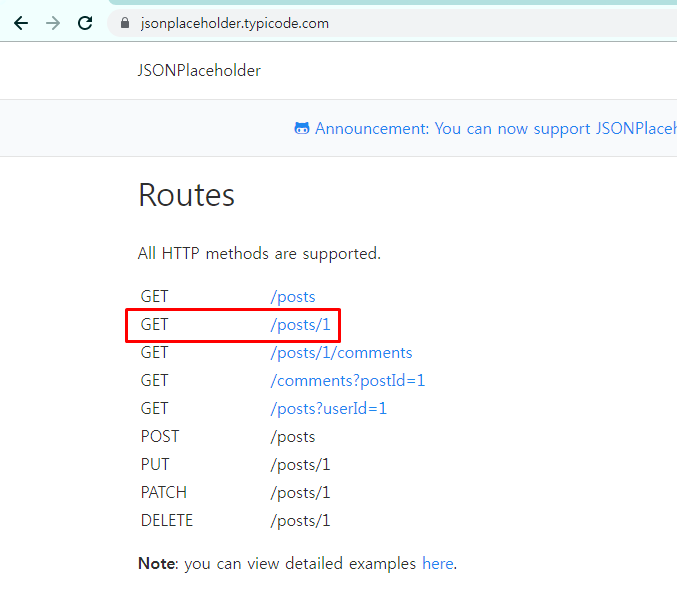 jsonplaceholder.typicode.com
JSONPlaceholder
Announcement: You can now support JSONPlaceh
Routes
All HTTP methods are supported.
GET /posts
GET /posts/1
GET /posts/1/comments
GET /comments?postId=1
GET /posts?userId=1
POST /posts
PUT /posts/1
PATCH /posts/1
DELETE /posts/1
Note: you can view detailed examples here.